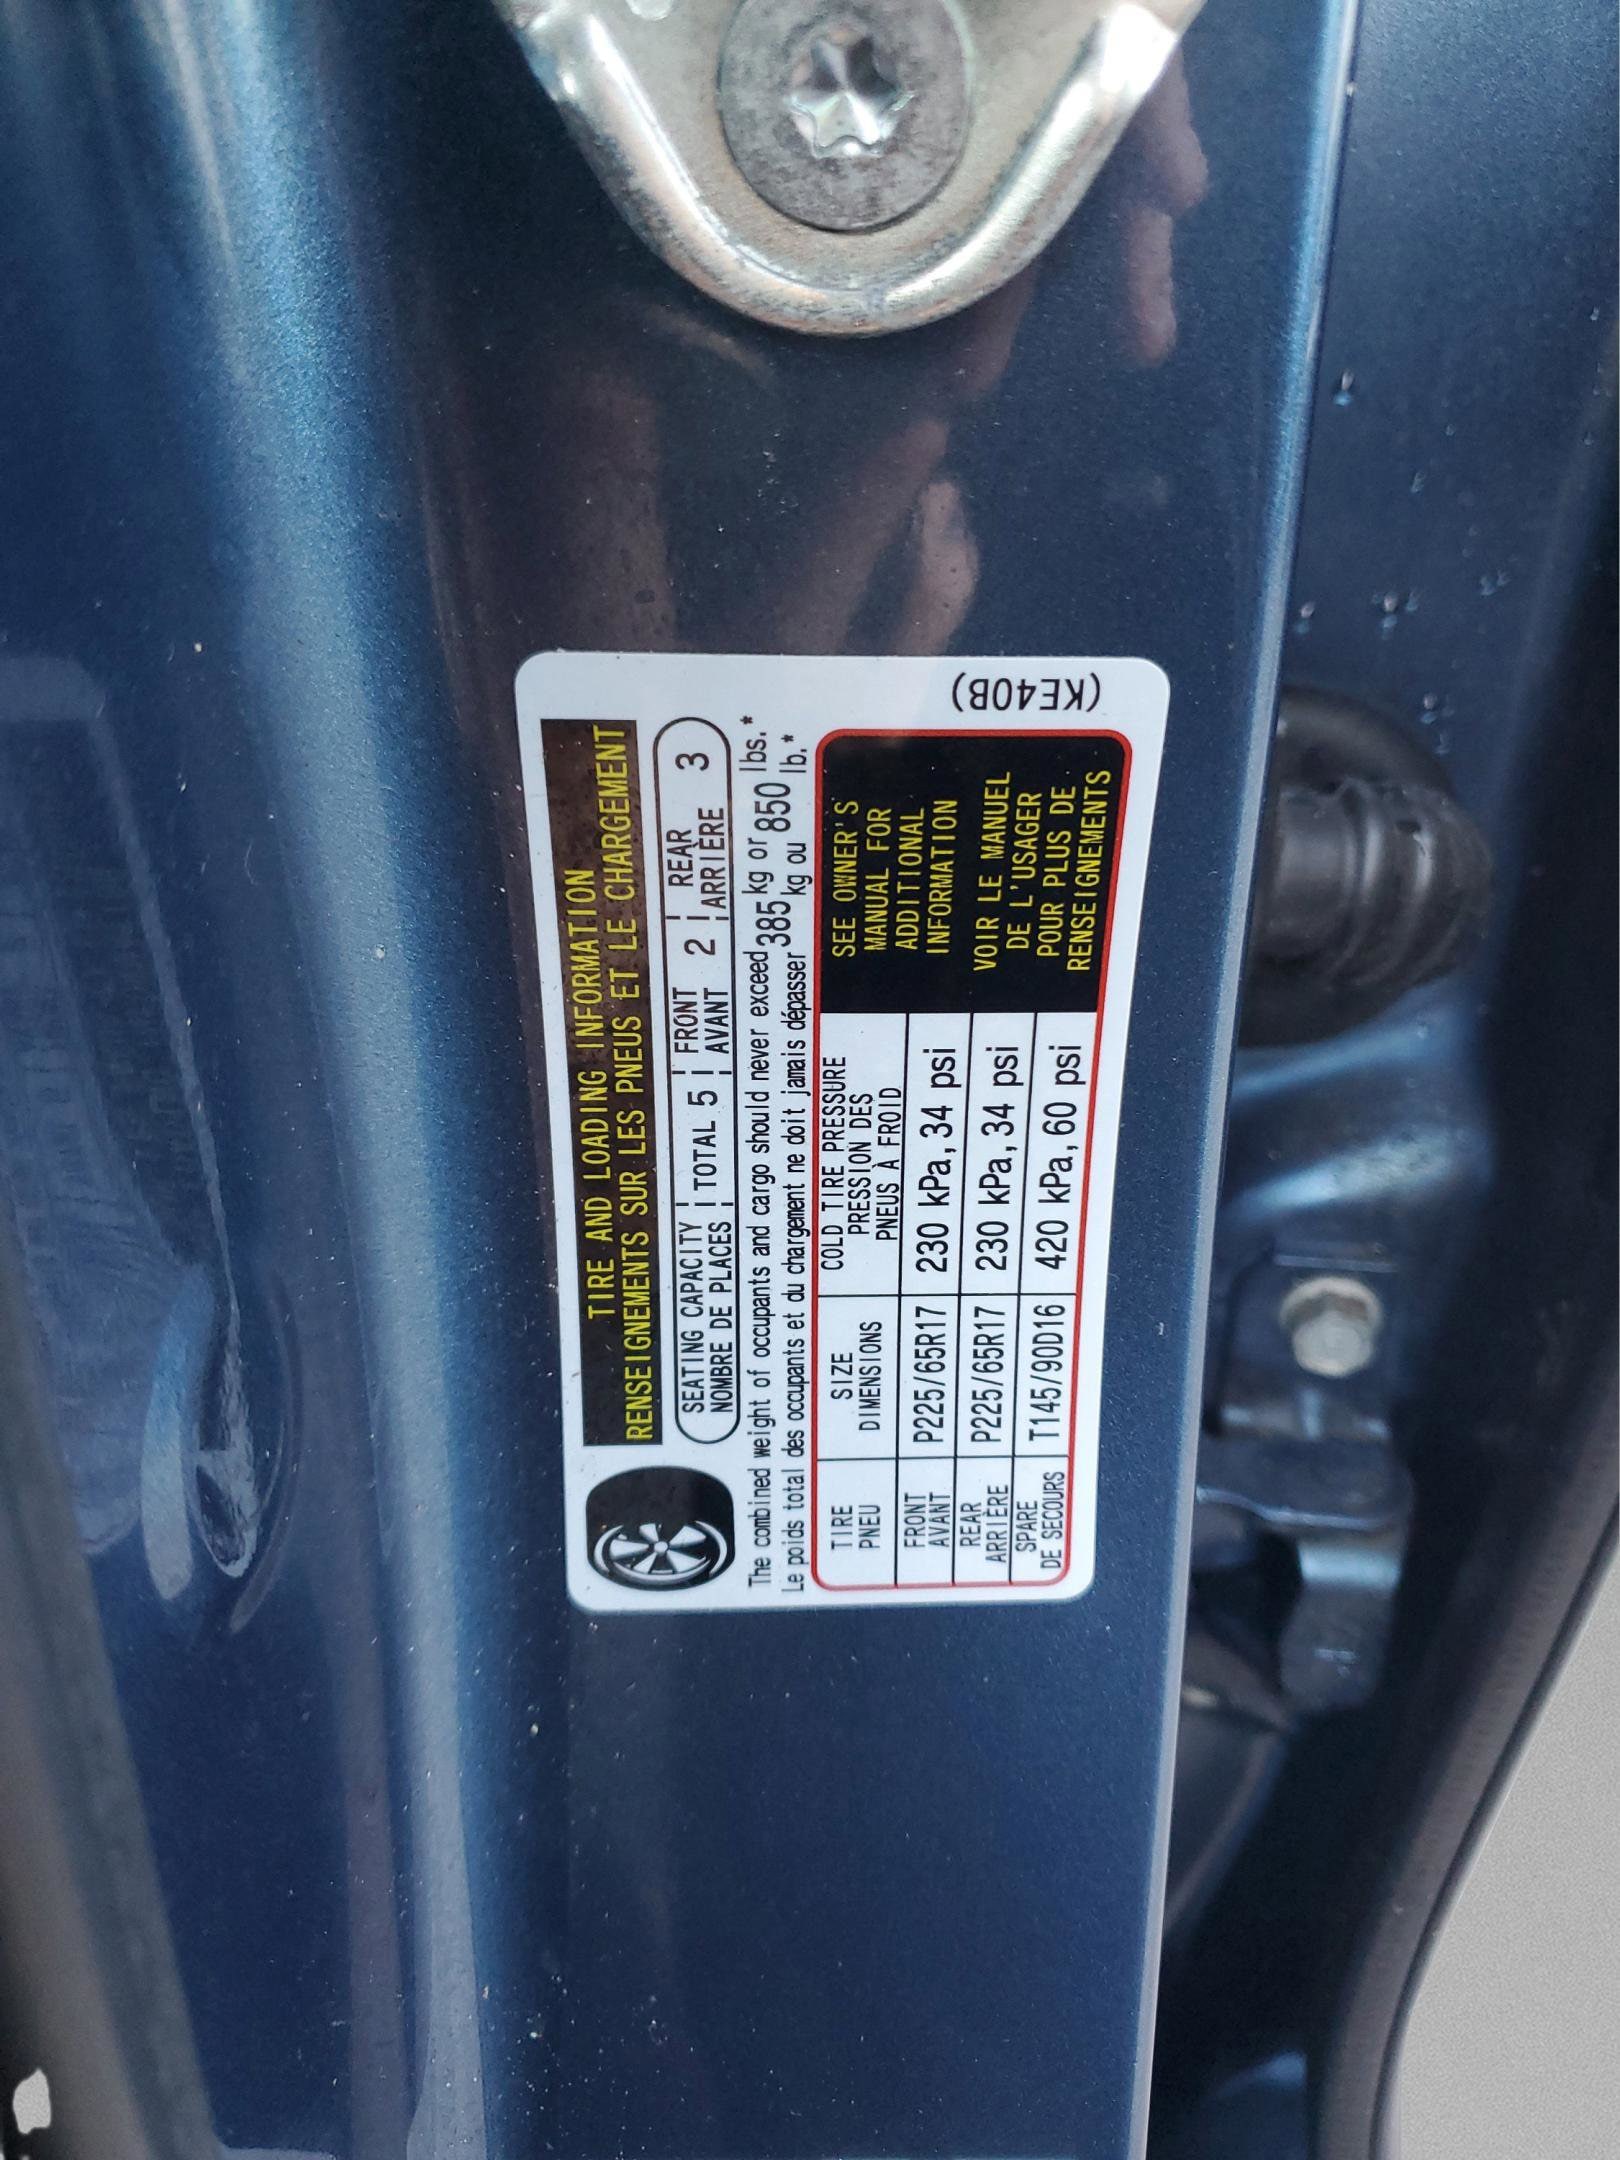 TIRE AND LOADING INFORMATION
RENSEIGNEMENTS SUR LES PNEUS ET LE CHARGEMENT
SEATING CAPACITY TOTAL 5 FRONT 2 REAR 3
NOMBRE DE PLACES AVANT ARRIÈRE
The combined weight of occupants and cargo should never exceed 385 kg or 850 lbs.*
Le poids total des occupants et du chargement ne doit jamais dépasser 385 kg ou 850 lb.*
TIRE SIZE COLD TIRE PRESSURE
PNEU DIMENSIONS PRESSION DES
PNEUS À FROID
FRONT
AVANT P225/65R17 230 kPa, 34 psi
REAR
ARRIÈRE P225/65R17 230 kPa, 34 psi
SPARE
DE SECOURS T145/90D16 420 kPa, 60 psi
SEE OWNER'S
MANUAL FOR
ADDITIONAL
INFORMATION
VOIR LE MANUEL
DE L'USAGER
POUR PLUS DE
RENSEIGNEMENTS
(KE40B)